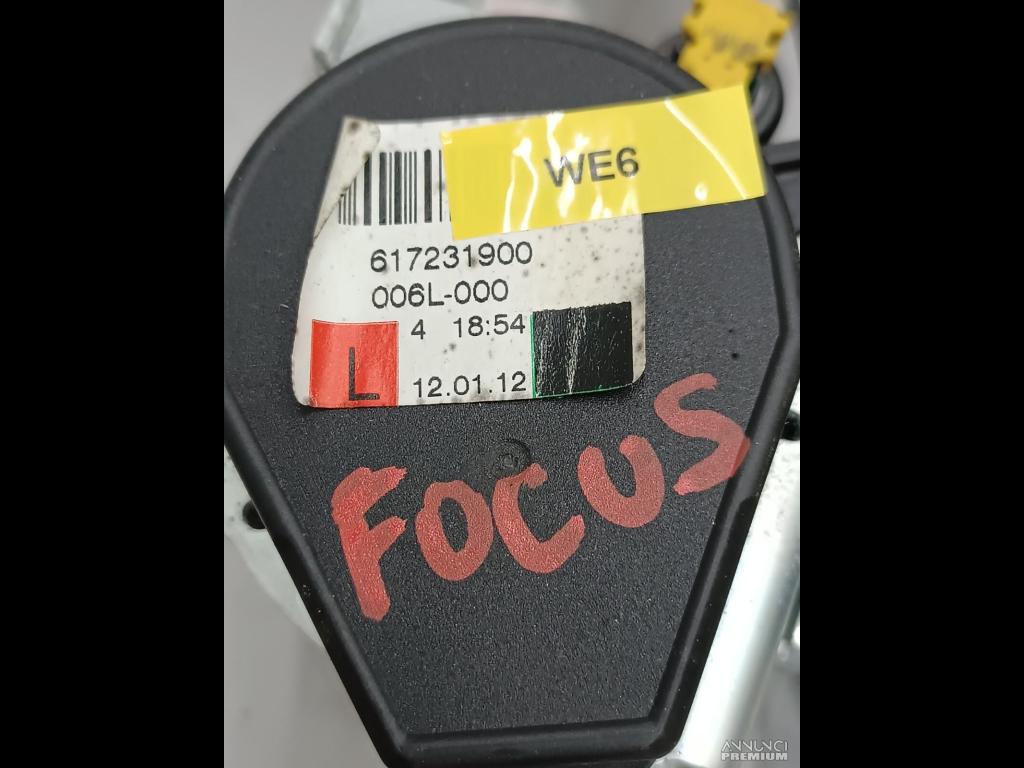 WE6
617231900
006L-000
4 18:54
L
12.01.12
FOCUS
ANNUNCI
PREMIUM